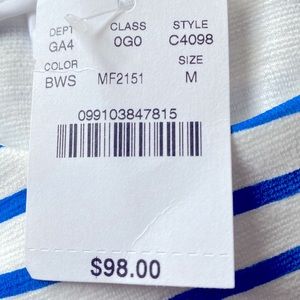 DEPT CLASS STYLE
GA4 0G0 C4098
COLOR SIZE
BWS MF2151 M
099103847815
$98.00